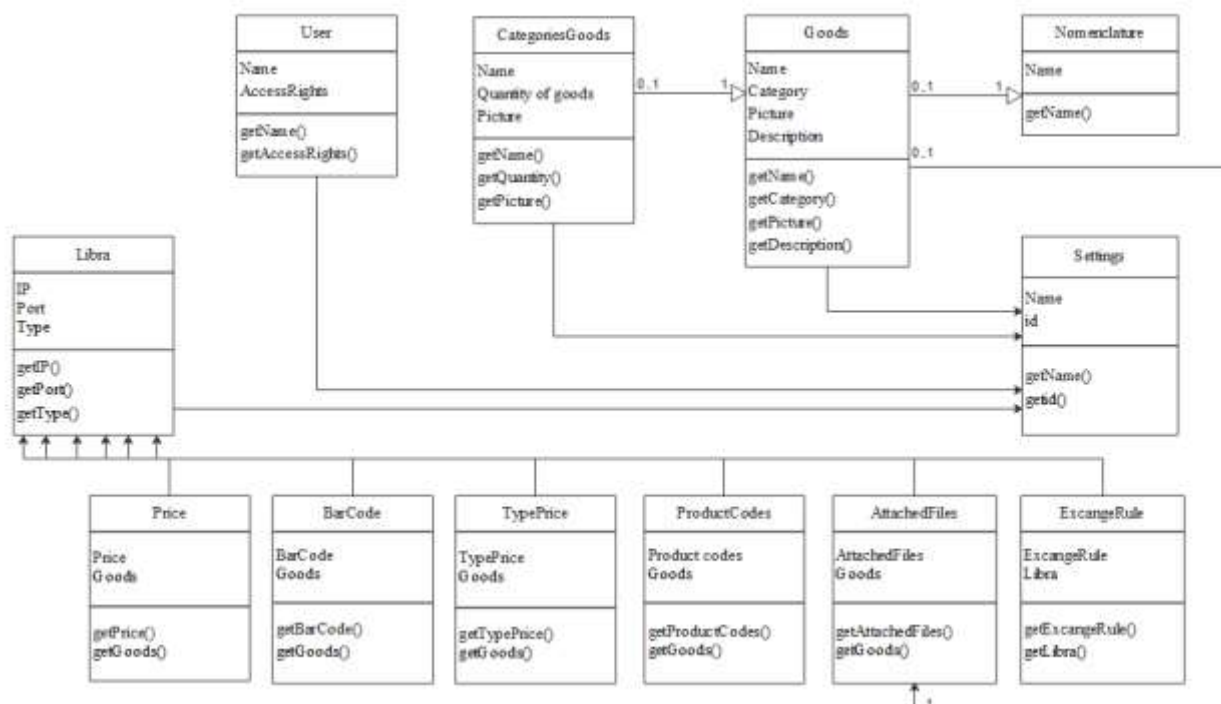 User
Name
AccessRights
getName()
getAccessRights()
CategoriesGoods
Name
Quantity of goods
Picture
getName()
getQuantity()
getPicture()
0..1
1
Goods
Name
Category
Picture
Description
getName()
getCategory()
getPicture()
getDescription()
0..1
1
0..1
Nomenclature
Name
getName()
Libra
IP
Port
Type
getIP()
getPort()
getType()
Settings
Name
id
getName()
getid()
Price
Price
Goods
getPrice()
getGoods()
BarCode
BarCode
Goods
getBarCode()
getGoods()
TypePrice
TypePrice
Goods
getTypePrice()
getGoods()
ProductCodes
Product codes
Goods
getProductCodes()
getGoods()
AttachedFiles
AttachedFiles
Goods
getAttachedFiles()
getGoods()
ExcangeRule
ExcangeRule
Libra
getExcangeRule()
getLibra()